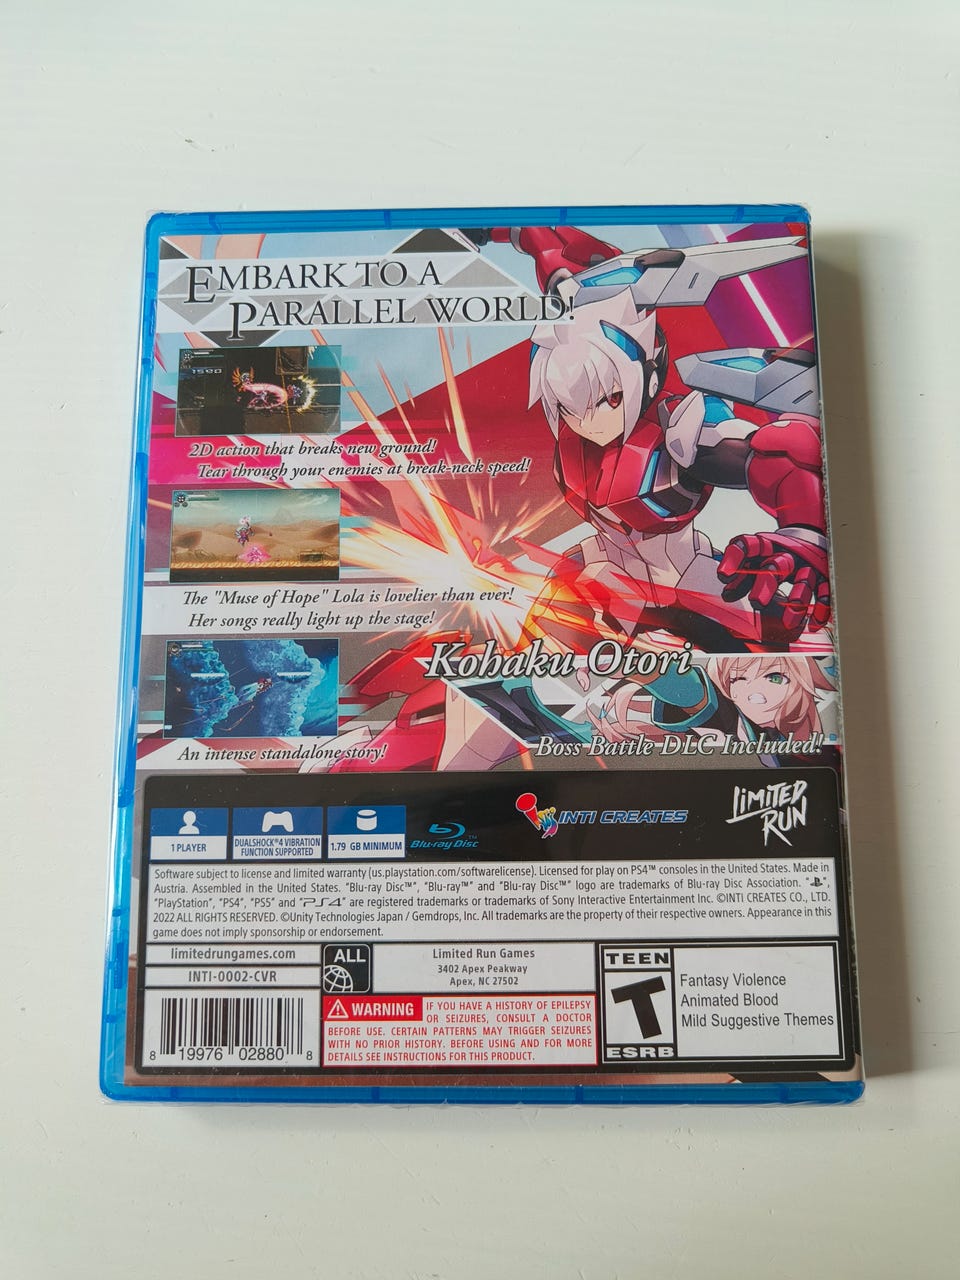 EMBARK TO A
PARALLEL WORLD!
1580
2D action that breaks new ground!
Tear through your enemies at break-neck speed!
The "Muse of Hope" Lola is lovelier than ever!
Her songs really light up the stage!
Kohaku Otori
An intense standalone story!
Boss Battle DLC Included!
1 PLAYER
DUALSHOCK®4 VIBRATION
FUNCTION SUPPORTED
1.79 GB MINIMUM
Blu-ray Disc™
INTI CREATES
LIMITED
RUN
Software subject to license and limited warranty (us.playstation.com/softwarelicense). Licensed for play on PS4™ consoles in the United States. Made in
Austria. Assembled in the United States. "Blu-ray Disc™", "Blu-ray™" and "Blu-ray Disc™" logo are trademarks of Blu-ray Disc Association. "PS",
"PlayStation", "PS4", "PS5" and "PS4" are registered trademarks or trademarks of Sony Interactive Entertainment Inc. ©INTI CREATES CO., LTD.
2022 ALL RIGHTS RESERVED. ©Unity Technologies Japan / Gemdrops, Inc. All trademarks are the property of their respective owners. Appearance in this
game does not imply sponsorship or endorsement.
limitedrungames.com
INTI-0002-CVR
8 19976 02880 8
ALL
Limited Run Games
3402 Apex Peakway
Apex, NC 27502
WARNING
IF YOU HAVE A HISTORY OF EPILEPSY
OR SEIZURES, CONSULT A DOCTOR
BEFORE USE. CERTAIN PATTERNS MAY TRIGGER SEIZURES
WITH NO PRIOR HISTORY. BEFORE USING AND FOR MORE
DETAILS SEE INSTRUCTIONS FOR THIS PRODUCT.
TEEN
T
ESRB
Fantasy Violence
Animated Blood
Mild Suggestive Themes